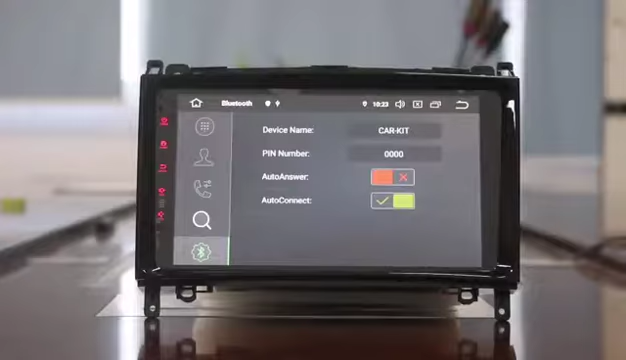 Bluetooth 10:23
Device Name: CAR-KIT
PIN Number: 0000
AutoAnswer:
AutoConnect: